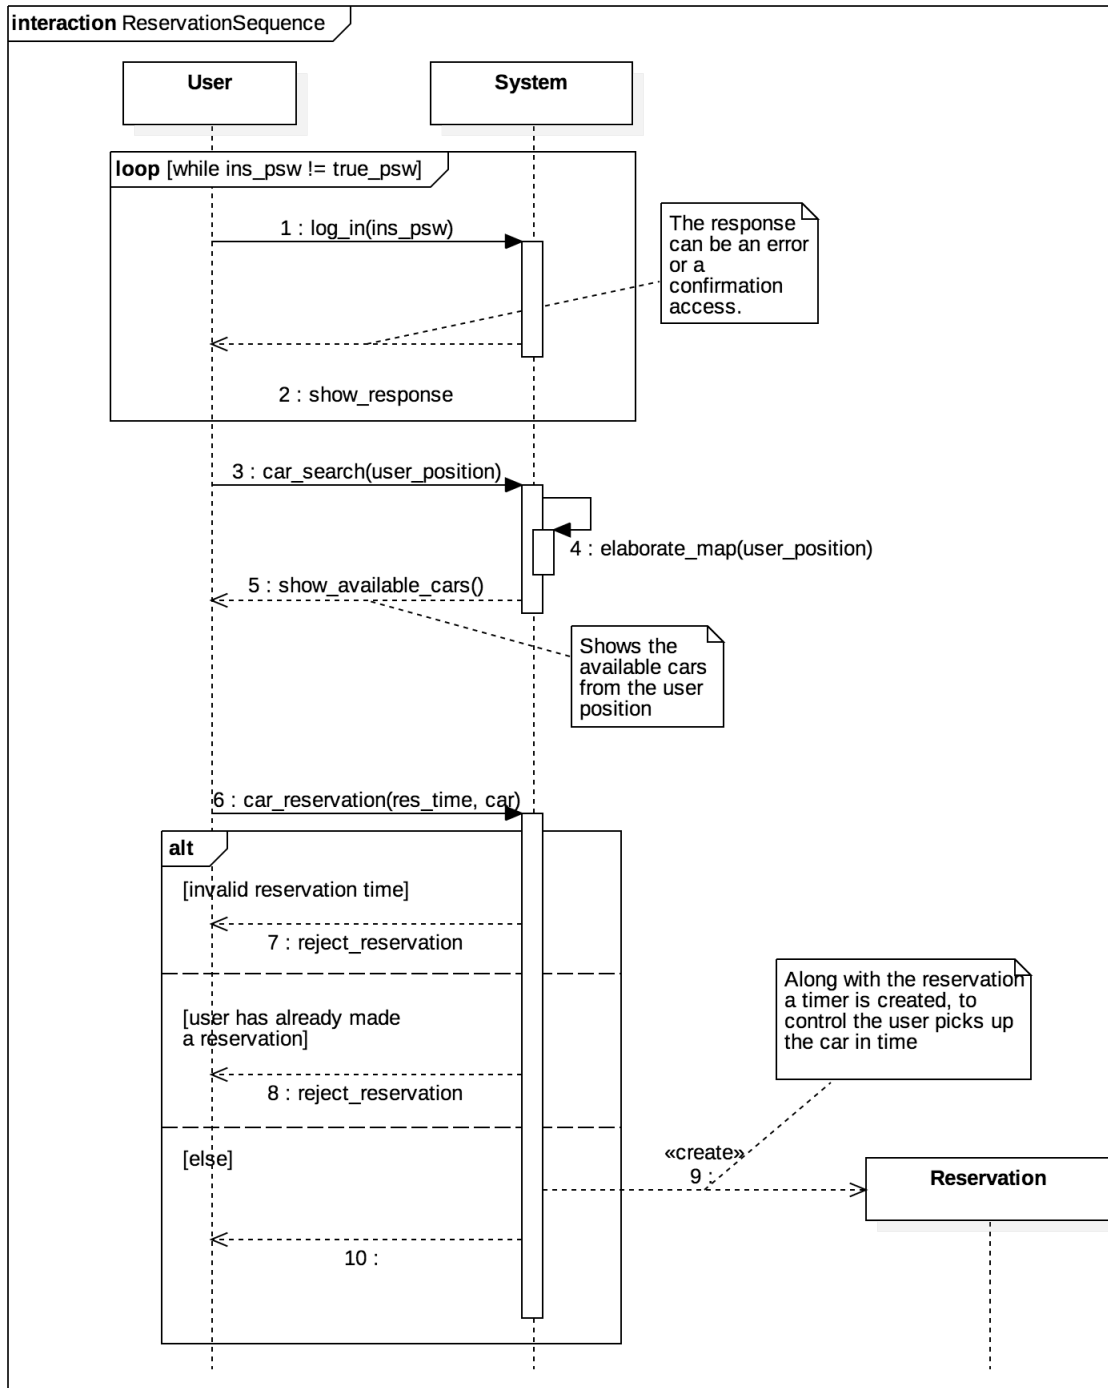 interaction ReservationSequence
User
System
loop [while ins_psw != true_psw]
1 : log_in(ins_psw)
The response
can be an error
or a
confirmation
access.
2 : show_response
3 : car_search(user_position)
4 : elaborate_map(user_position)
5 : show_available_cars()
Shows the
available cars
from the user
position
6 : car_reservation(res_time, car)
alt
[invalid reservation time]
7 : reject_reservation
Along with the reservation
a timer is created, to
control the user picks up
the car in time
[user has already made
a reservation]
8 : reject_reservation
«create»
9 :
[else]
Reservation
10 :